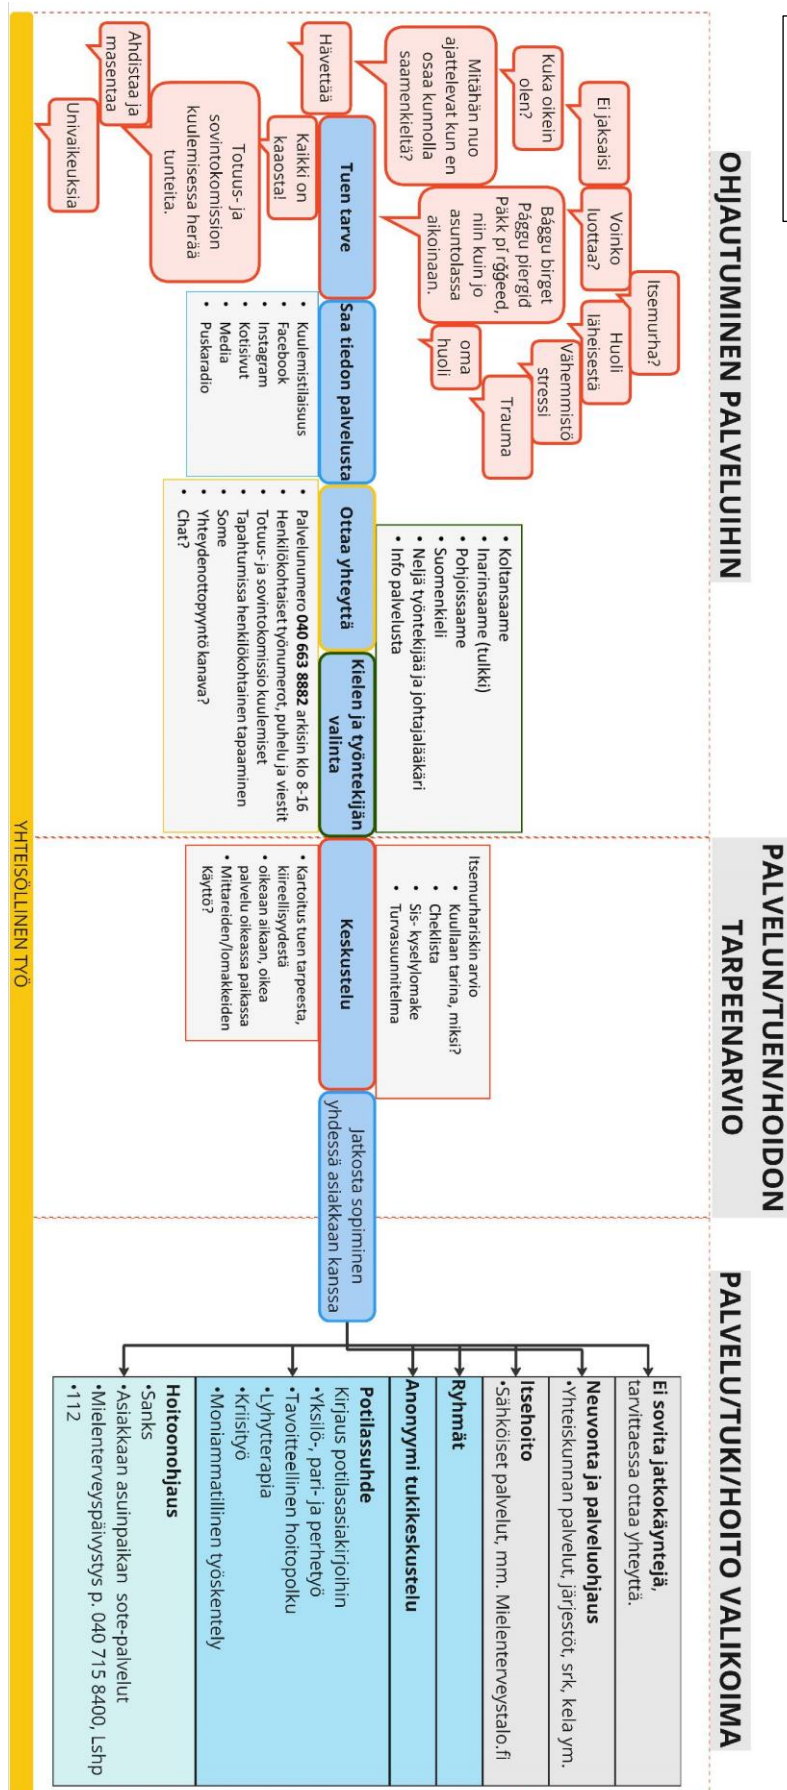 OHJAUTUMINEN PALVELUIHIN
Ei jaksaisi
Kuka oikein
olen?
Mitähän nuo
ajattelevat kun en
osaa kunnolla
saamenkieltä?
Hävettää
Ahdistaa ja
masentaa
Voinko
luottaa?
Itsemurha?
Huoli
läheisestä
Vähemmistö
stressi
Trauma
oma
huoli
Bággu birget
Pággu piergid
Päkk pírǧǧeed,
niin kuin jo
asuntolassa
aikoinaan.
Kaikki on
kaaosta!
Totuus- ja
sovintokomission
kuulemisessa herää
tunteita.
Univaikeuksia
Tuen tarve
Saa tiedon palvelusta
• Kuulemistilaisuus
• Facebook
• Instagram
• Kotisivut
• Media
• Puskaradio
Ottaa yhteyttä
• Palvelunumero 040 663 8882 arkisin klo 8-16
• Henkilökohtaiset työnumerot, puhelu ja viestit
• Totuus- ja sovintokomissio kuulemiset
• Tapahtumissa henkilökohtainen tapaaminen
• Some
• Yhteydenottopyyntö kanava?
• Chat?
Kielen ja työntekijän
valinta
• Koltansaame
• Inarinsaame (tulkki)
• Pohjoissaame
• Suomenkieli
• Neljä työntekijää ja johtajalääkäri
• Info palvelusta
PALVELUN/TUEN/HOIDON
TARPEENARVIO
Itsemurhariskin arvio
• Kuullaan tarina, miksi?
• Cheklista
• Sis- kyselylomake
• Turvasuunnitelma
Keskustelu
• Kartoitus tuen tarpeesta,
kiireellisyydestä
• oikeaan aikaan, oikea
palvelu oikeassa paikassa
• Mittareiden/lomakkeiden
Käyttö?
Jatkosta sopiminen
yhdessä asiakkaan kanssa
PALVELU/TUKI/HOITO VALIKOIMA
Ei sovita jatkokäyntejä,
tarvittaessa ottaa yhteyttä.
Neuvonta ja palveluohjaus
•Yhteiskunnan palvelut, järjestöt, srk, kela ym.
Itsehoito
•Sähköiset palvelut, mm. Mielenterveystalo.fi
Ryhmät
Anonyymi tukikeskustelu
Potilassuhde
Kirjaus potilasasiakirjoihin
•Yksilö-, pari- ja perhetyö
•Tavoitteellinen hoitopolku
•Lyhytterapia
•Kriisityö
•Moniammatillinen työskentely
Hoitoonohjaus
•Sanks
•Asiakkaan asuinpaikan sote-palvelut
•Mielenterveyspäivystys p. 040 715 8400, Lshp
•112
YHTEISÖLLINEN TYÖ